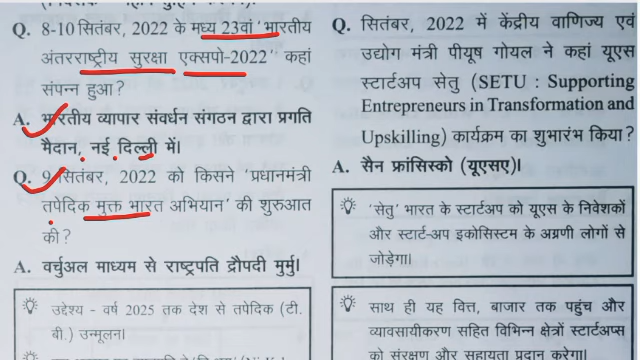 Q. 8-10 सितंबर, 2022 के मध्य 23वां 'भारतीय
अंतरराष्ट्रीय सुरक्षा एक्सपो-2022" कहां
संपन्न हुआ?
A. भारतीय व्यापार संवर्धन संगठन द्वारा प्रगति
मैदान, नई दिल्ली में।
Q. 9 सितंबर, 2022 को किसने 'प्रधानमंत्री
तपेदिक मुक्त भारत अभियान' की शुरुआत
की?
A. वर्चुअल माध्यम से राष्ट्रपति द्रौपदी मुर्मु।
उद्देश्य - वर्ष 2025 तक देश से तपेदिक (टी.
बी.) उन्मूलन।
Q. सितंबर, 2022 में केंद्रीय वाणिज्य एवं
उद्योग मंत्री पीयूष गोयल ने कहां यूएस
स्टार्टअप सेतु (SETU : Supporting
Entrepreneurs in Transformation and
Upskilling) कार्यक्रम का शुभारंभ किया?
A. सैन फ्रांसिस्को (यूएसए)।
'सेतु' भारत के स्टार्टअप को यूएस के निवेशकों
और स्टार्ट-अप इकोसिस्टम के अग्रणी लोगों से
जोड़ेगा।
साथ ही यह वित्त, बाजार तक पहुंच और
व्यावसायीकरण सहित विभिन्न क्षेत्रों स्टार्टअप्स
को संरक्षण और सहायता प्रदान करेगा।